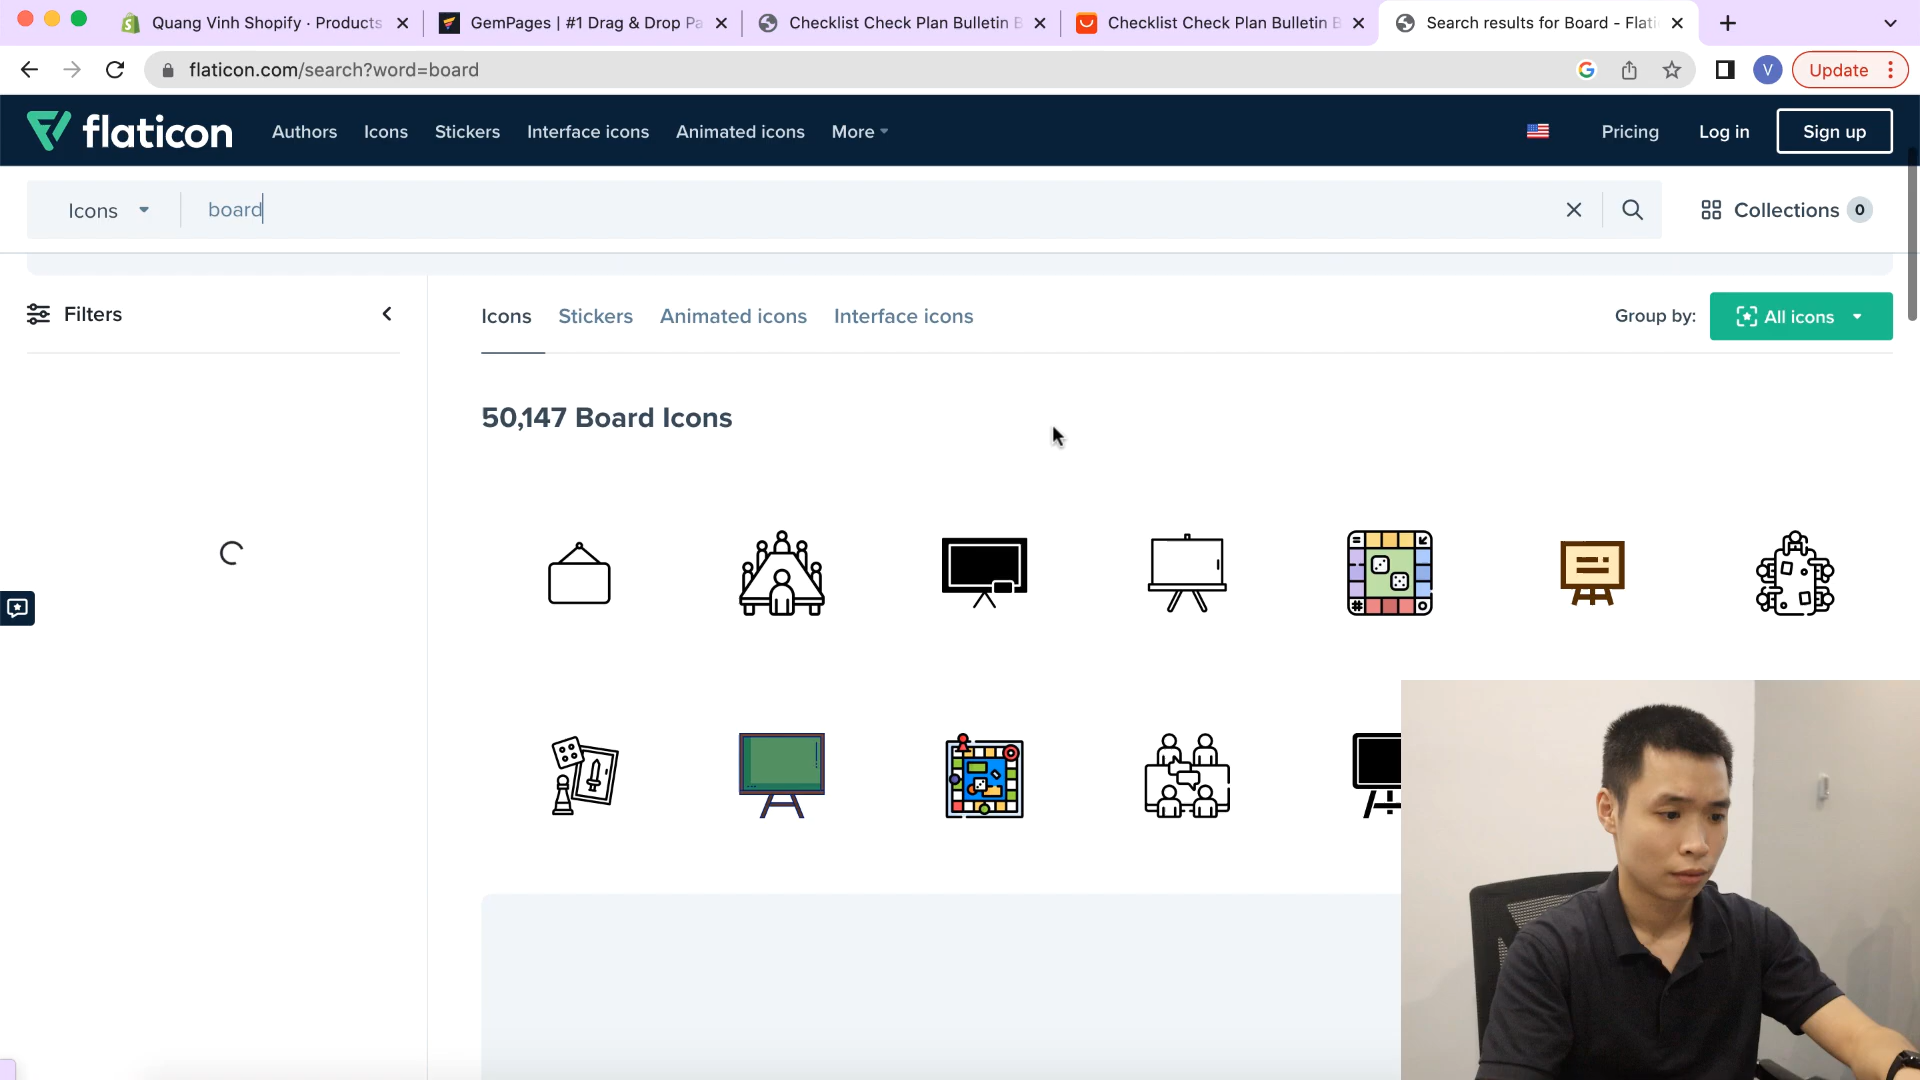 Quang Vinh Shopify · Products
GemPages | #1 Drag & Drop Pa
Checklist Check Plan Bulletin B
Checklist Check Plan Bulletin B
Search results for Board - Flati
flaticon.com/search?word=board
V
Update
flaticon
Authors
Icons
Stickers
Interface icons
Animated icons
More
Pricing
Log in
Sign up
Icons
board
Collections
0
Filters
Icons
Stickers
Animated icons
Interface icons
Group by:
All icons
50,147 Board Icons